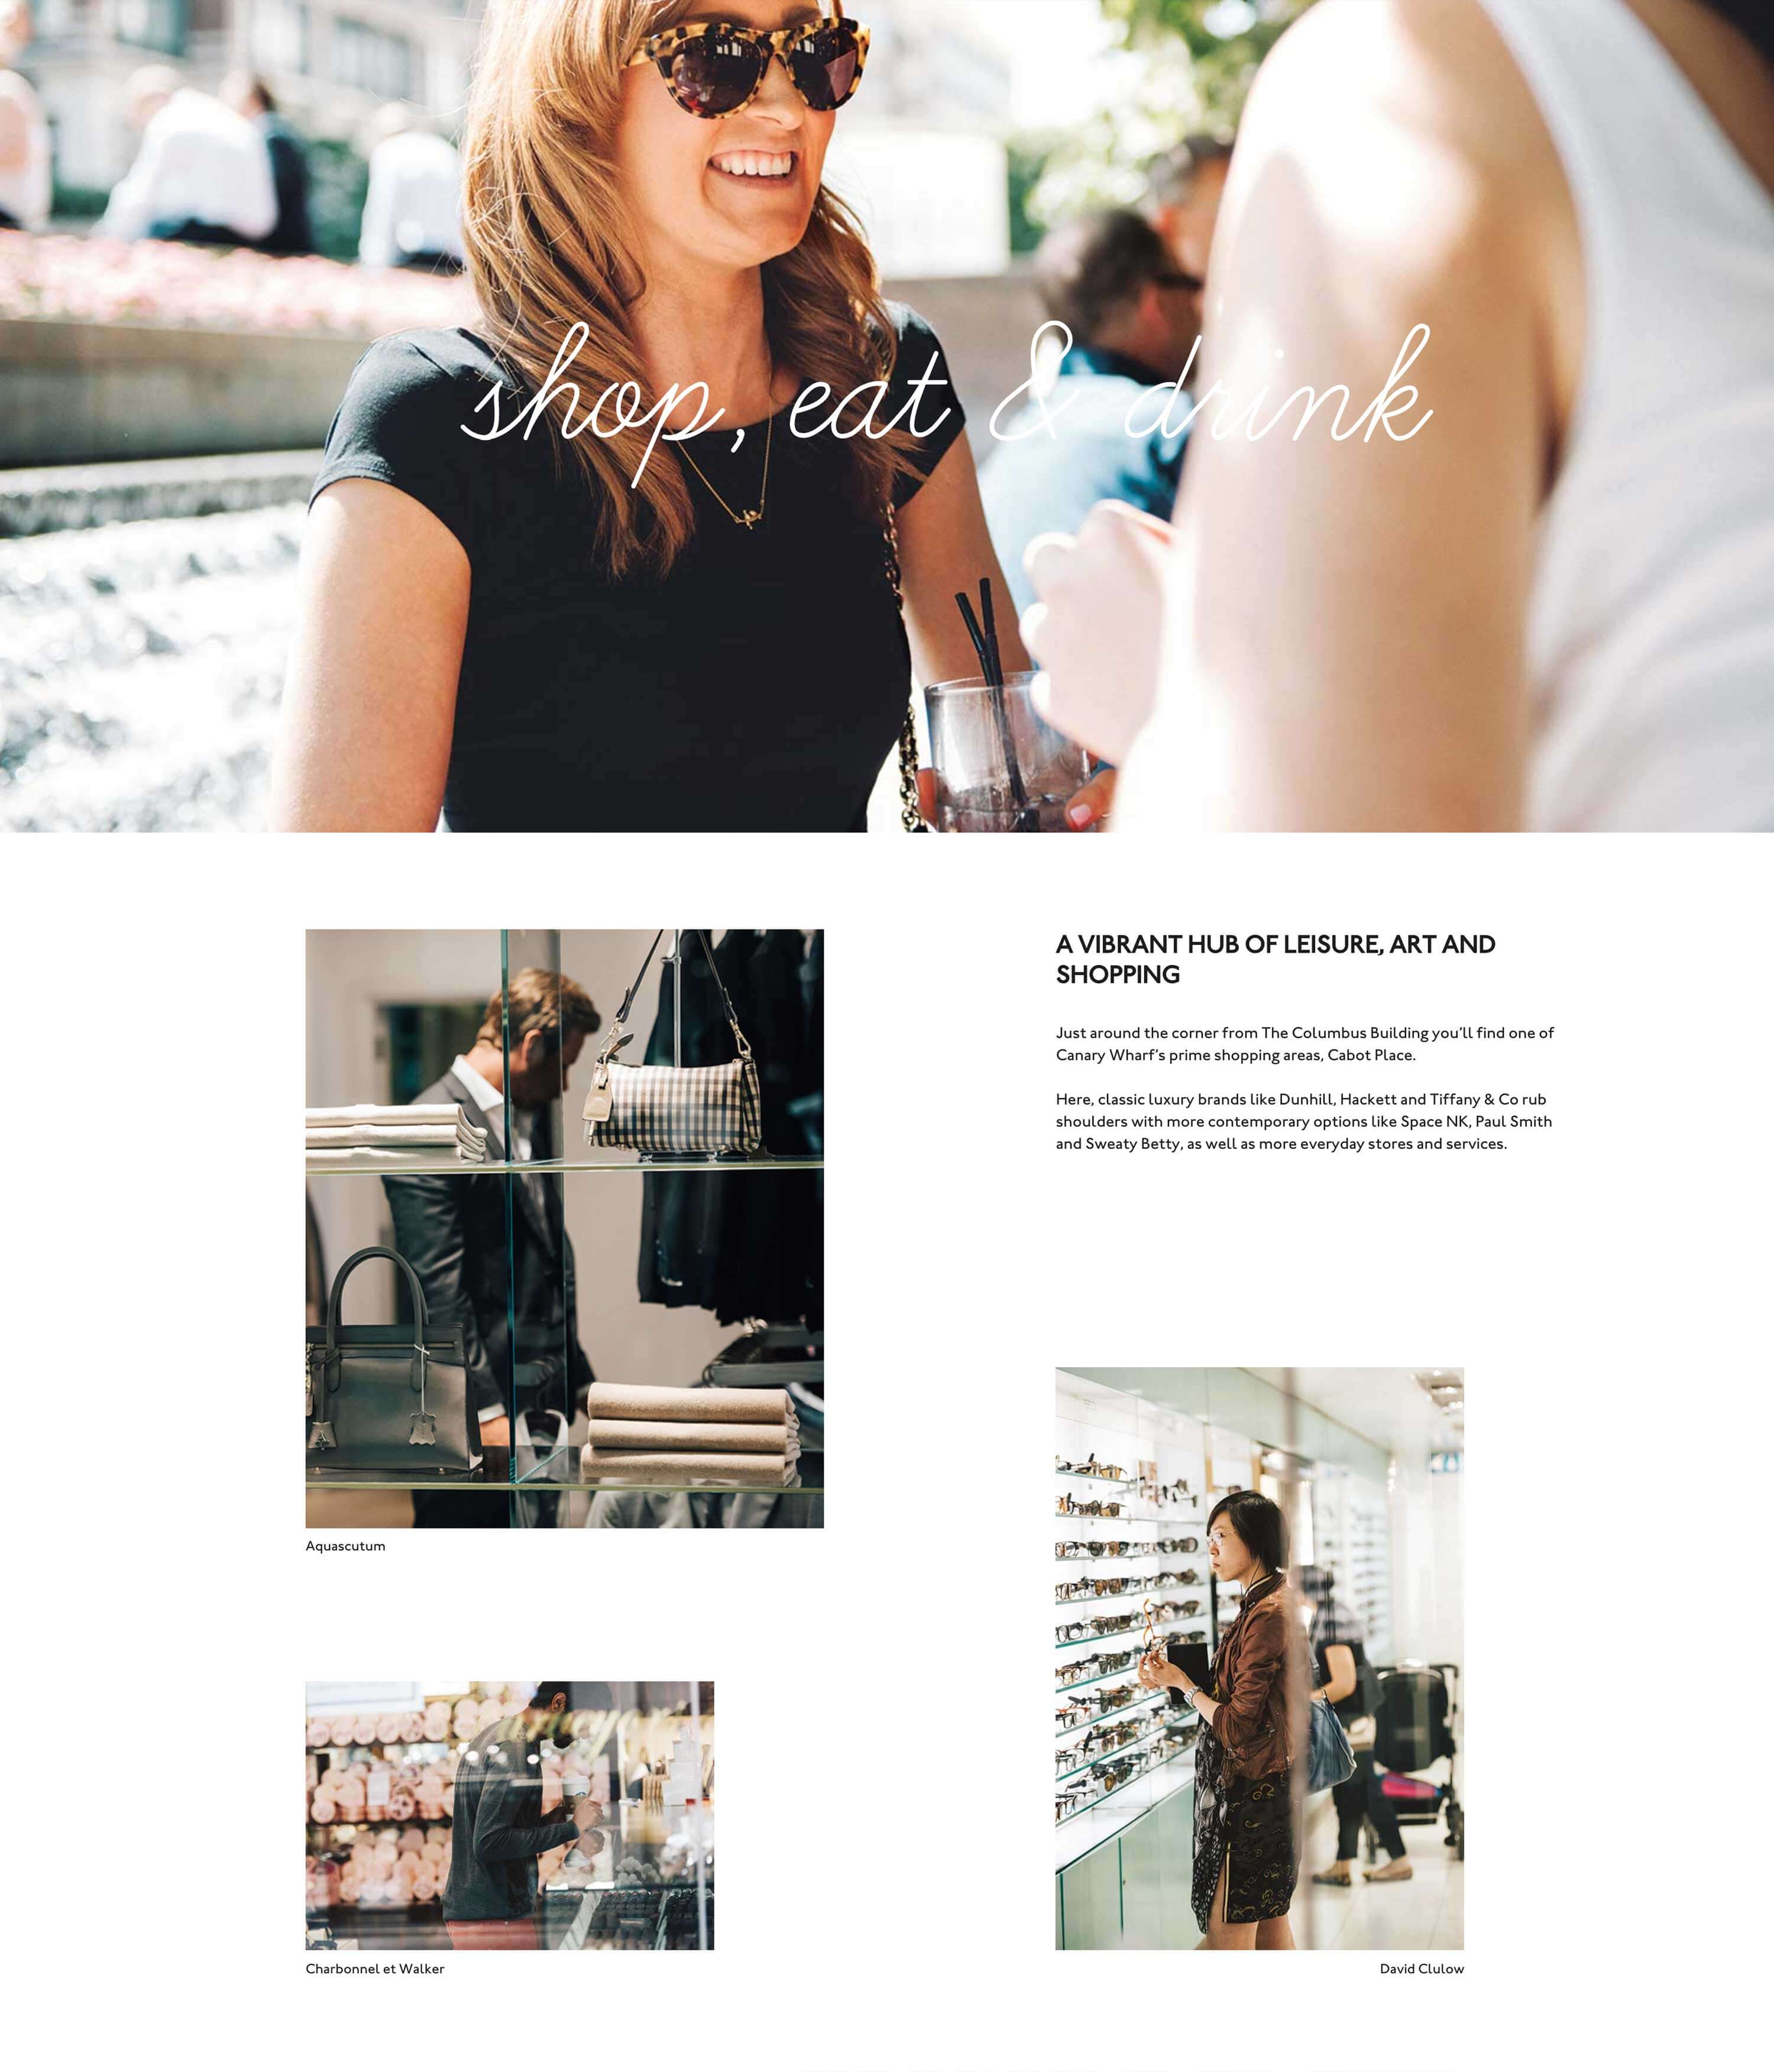 shop, eat & drink
A VIBRANT HUB OF LEISURE, ART AND
SHOPPING
Just around the corner from The Columbus Building you’ll find one of
Canary Wharf’s prime shopping areas, Cabot Place.
Here, classic luxury brands like Dunhill, Hackett and Tiffany & Co rub
shoulders with more contemporary options like Space NK, Paul Smith
and Sweaty Betty, as well as more everyday stores and services.
Aquascutum
Charbonnel et Walker
David Clulow